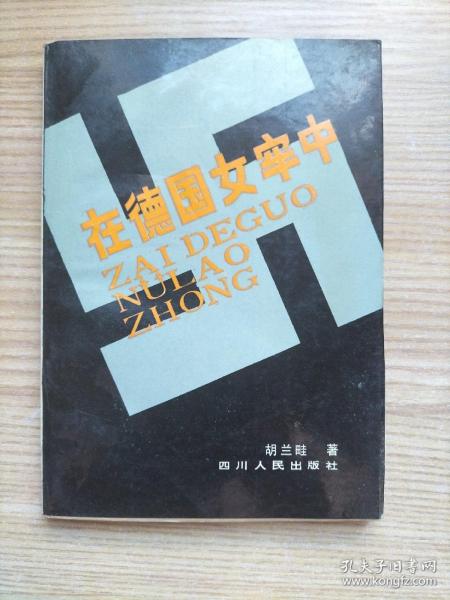 在德国女牢中
ZAI DEGUO
NULAO
ZHONG
胡兰畦 著
四川人民出版社
孔夫子旧书网
www.kongfz.com